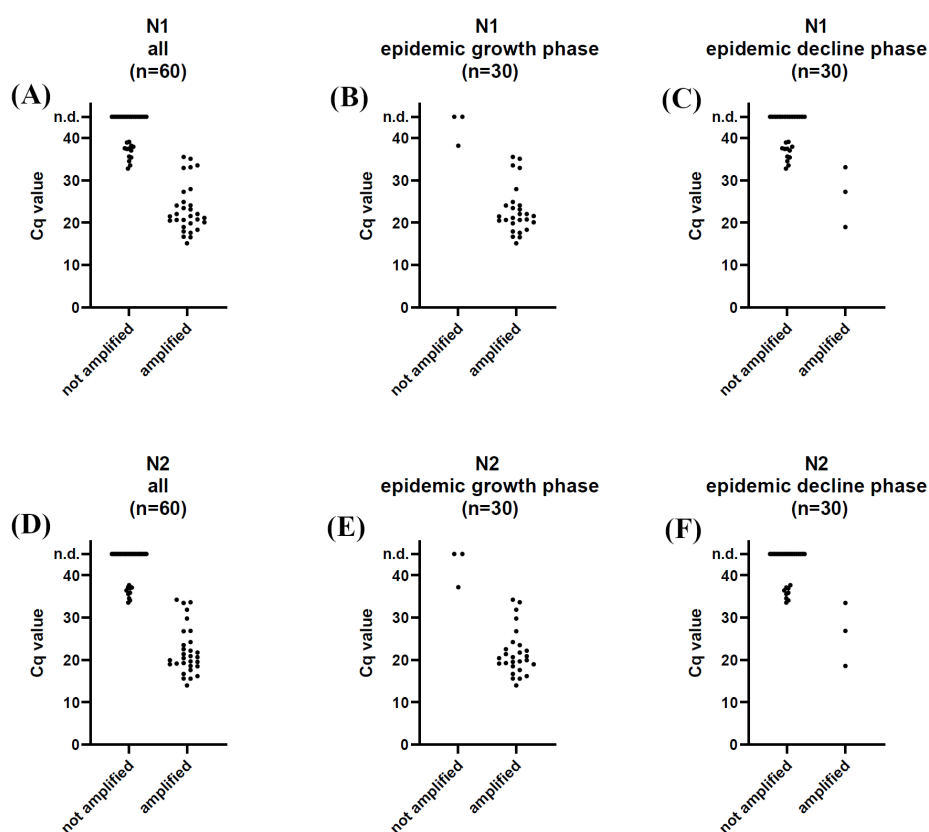 N1
all
(n=60)
(A)
n.d.
40
30
20
10
0
Cq value
not amplified
amplified
N1
epidemic growth phase
(n=30)
(B)
n.d.
40
30
20
10
0
Cq value
not amplified
amplified
N1
epidemic decline phase
(n=30)
(C)
n.d.
40
30
20
10
0
Cq value
not amplified
amplified
N2
all
(n=60)
(D)
n.d.
40
30
20
10
0
Cq value
not amplified
amplified
N2
epidemic growth phase
(n=30)
(E)
n.d.
40
30
20
10
0
Cq value
not amplified
amplified
N2
epidemic decline phase
(n=30)
(F)
n.d.
40
30
20
10
0
Cq value
not amplified
amplified